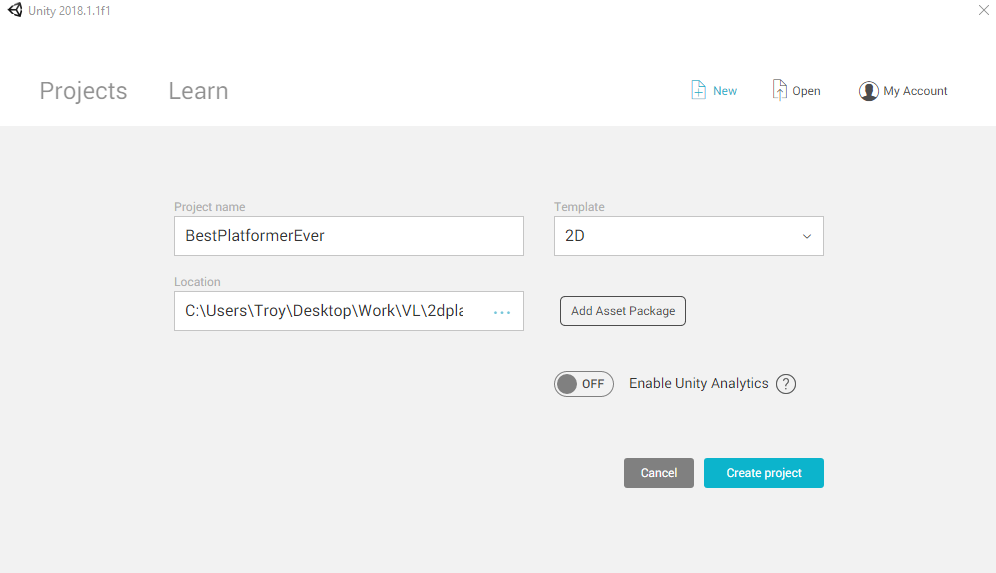 Unity 2018.1.1f1
Projects Learn New Open My Account
Project name Template
BestPlatformerEver 2D
Location
C:\Users\Troy\Desktop\Work\VL\2dpla ... Add Asset Package
OFF Enable Unity Analytics ?
Cancel Create project